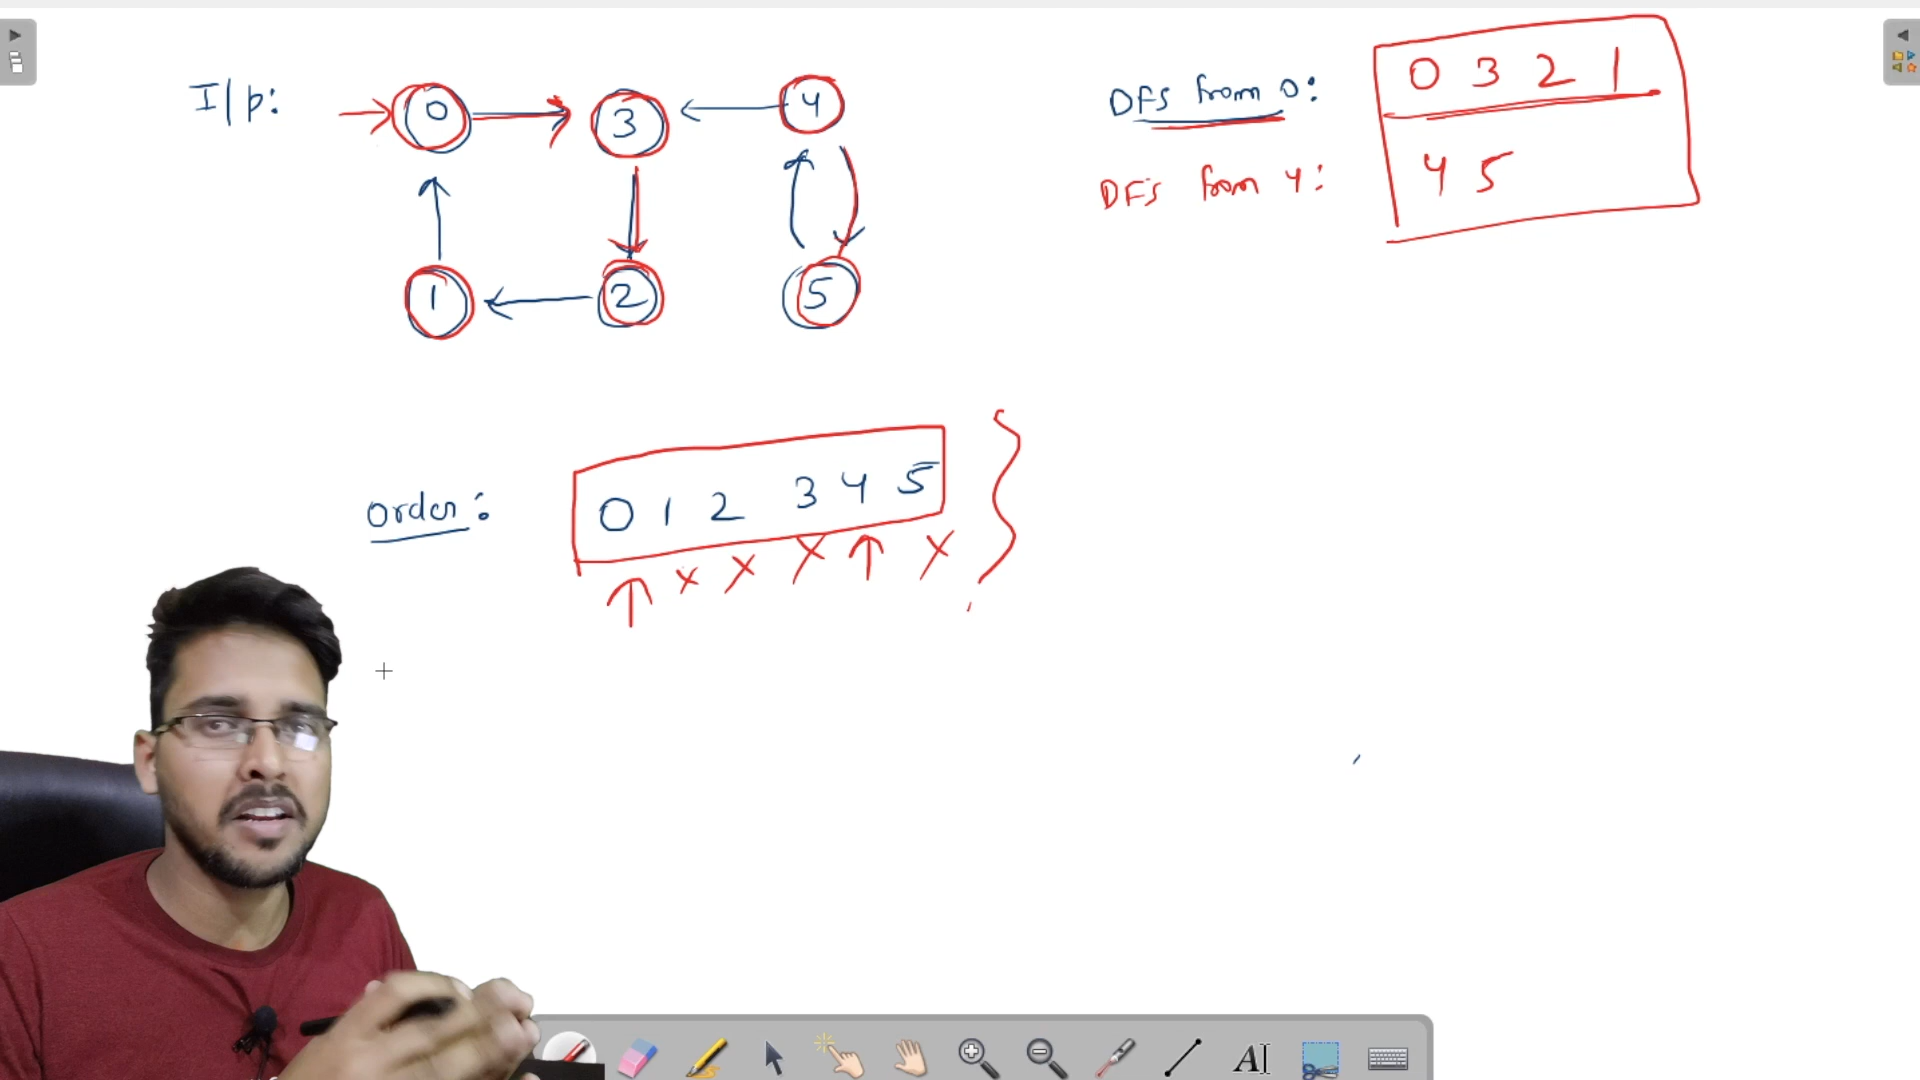 I/p:
0 3 4
1 2 5
DFS from 0: 0 3 2 1
DFS from 4: 4 5
Order: 0 1 2 3 4 5
AI